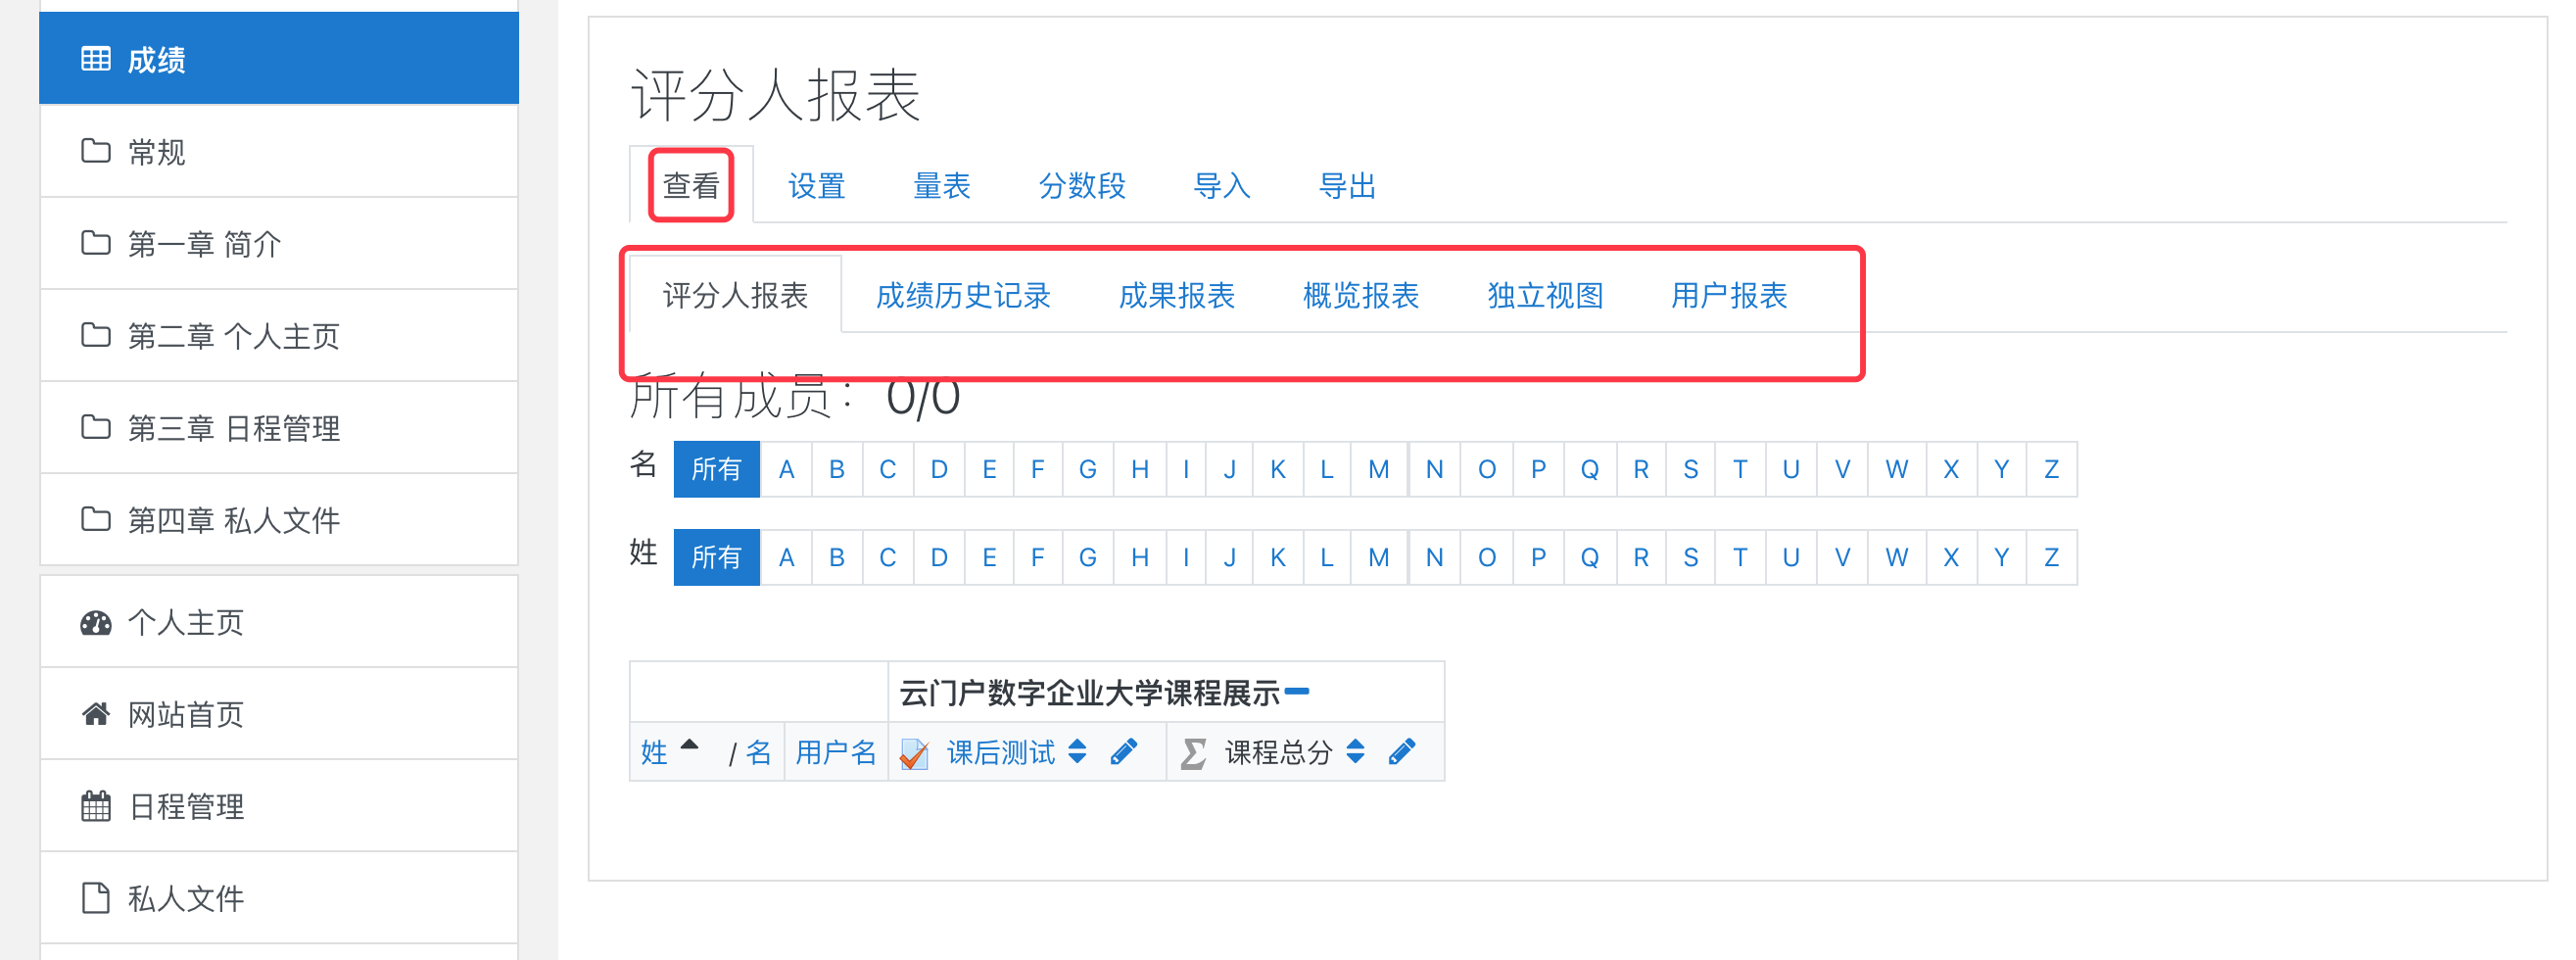 成绩
常规
第一章 简介
第二章 个人主页
第三章 日程管理
第四章 私人文件
个人主页
网站首页
日程管理
私人文件
评分人报表
查看 设置 量表 分数段 导入 导出
评分人报表 成绩历史记录 成果报表 概览报表 独立视图 用户报表
所有成员：0/0
名 所有 A B C D E F G H I J K L M N O P Q R S T U V W X Y Z
姓 所有 A B C D E F G H I J K L M N O P Q R S T U V W X Y Z
云门户数字企业大学课程展示
姓 / 名 用户名 课后测试 Σ 课程总分